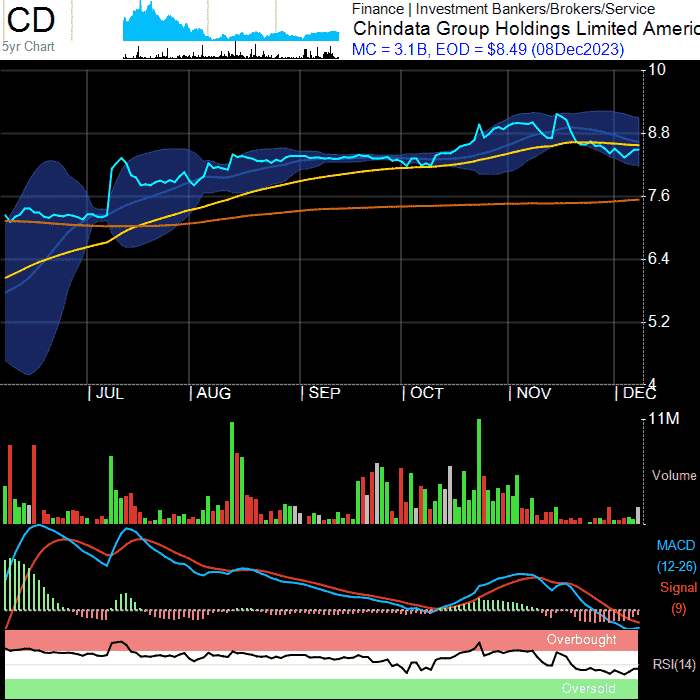 CD
5yr Chart
Finance | Investment Bankers/Brokers/Service
Chindata Group Holdings Limited Americ
MC = 3.1B, EOD = $8.49 (08Dec2023)
10
8.8
7.6
6.4
5.2
4
JUL AUG SEP OCT NOV DEC
11M
Volume
MACD
(12-26)
Signal
(9)
Overbought
RSI(14)
Oversold